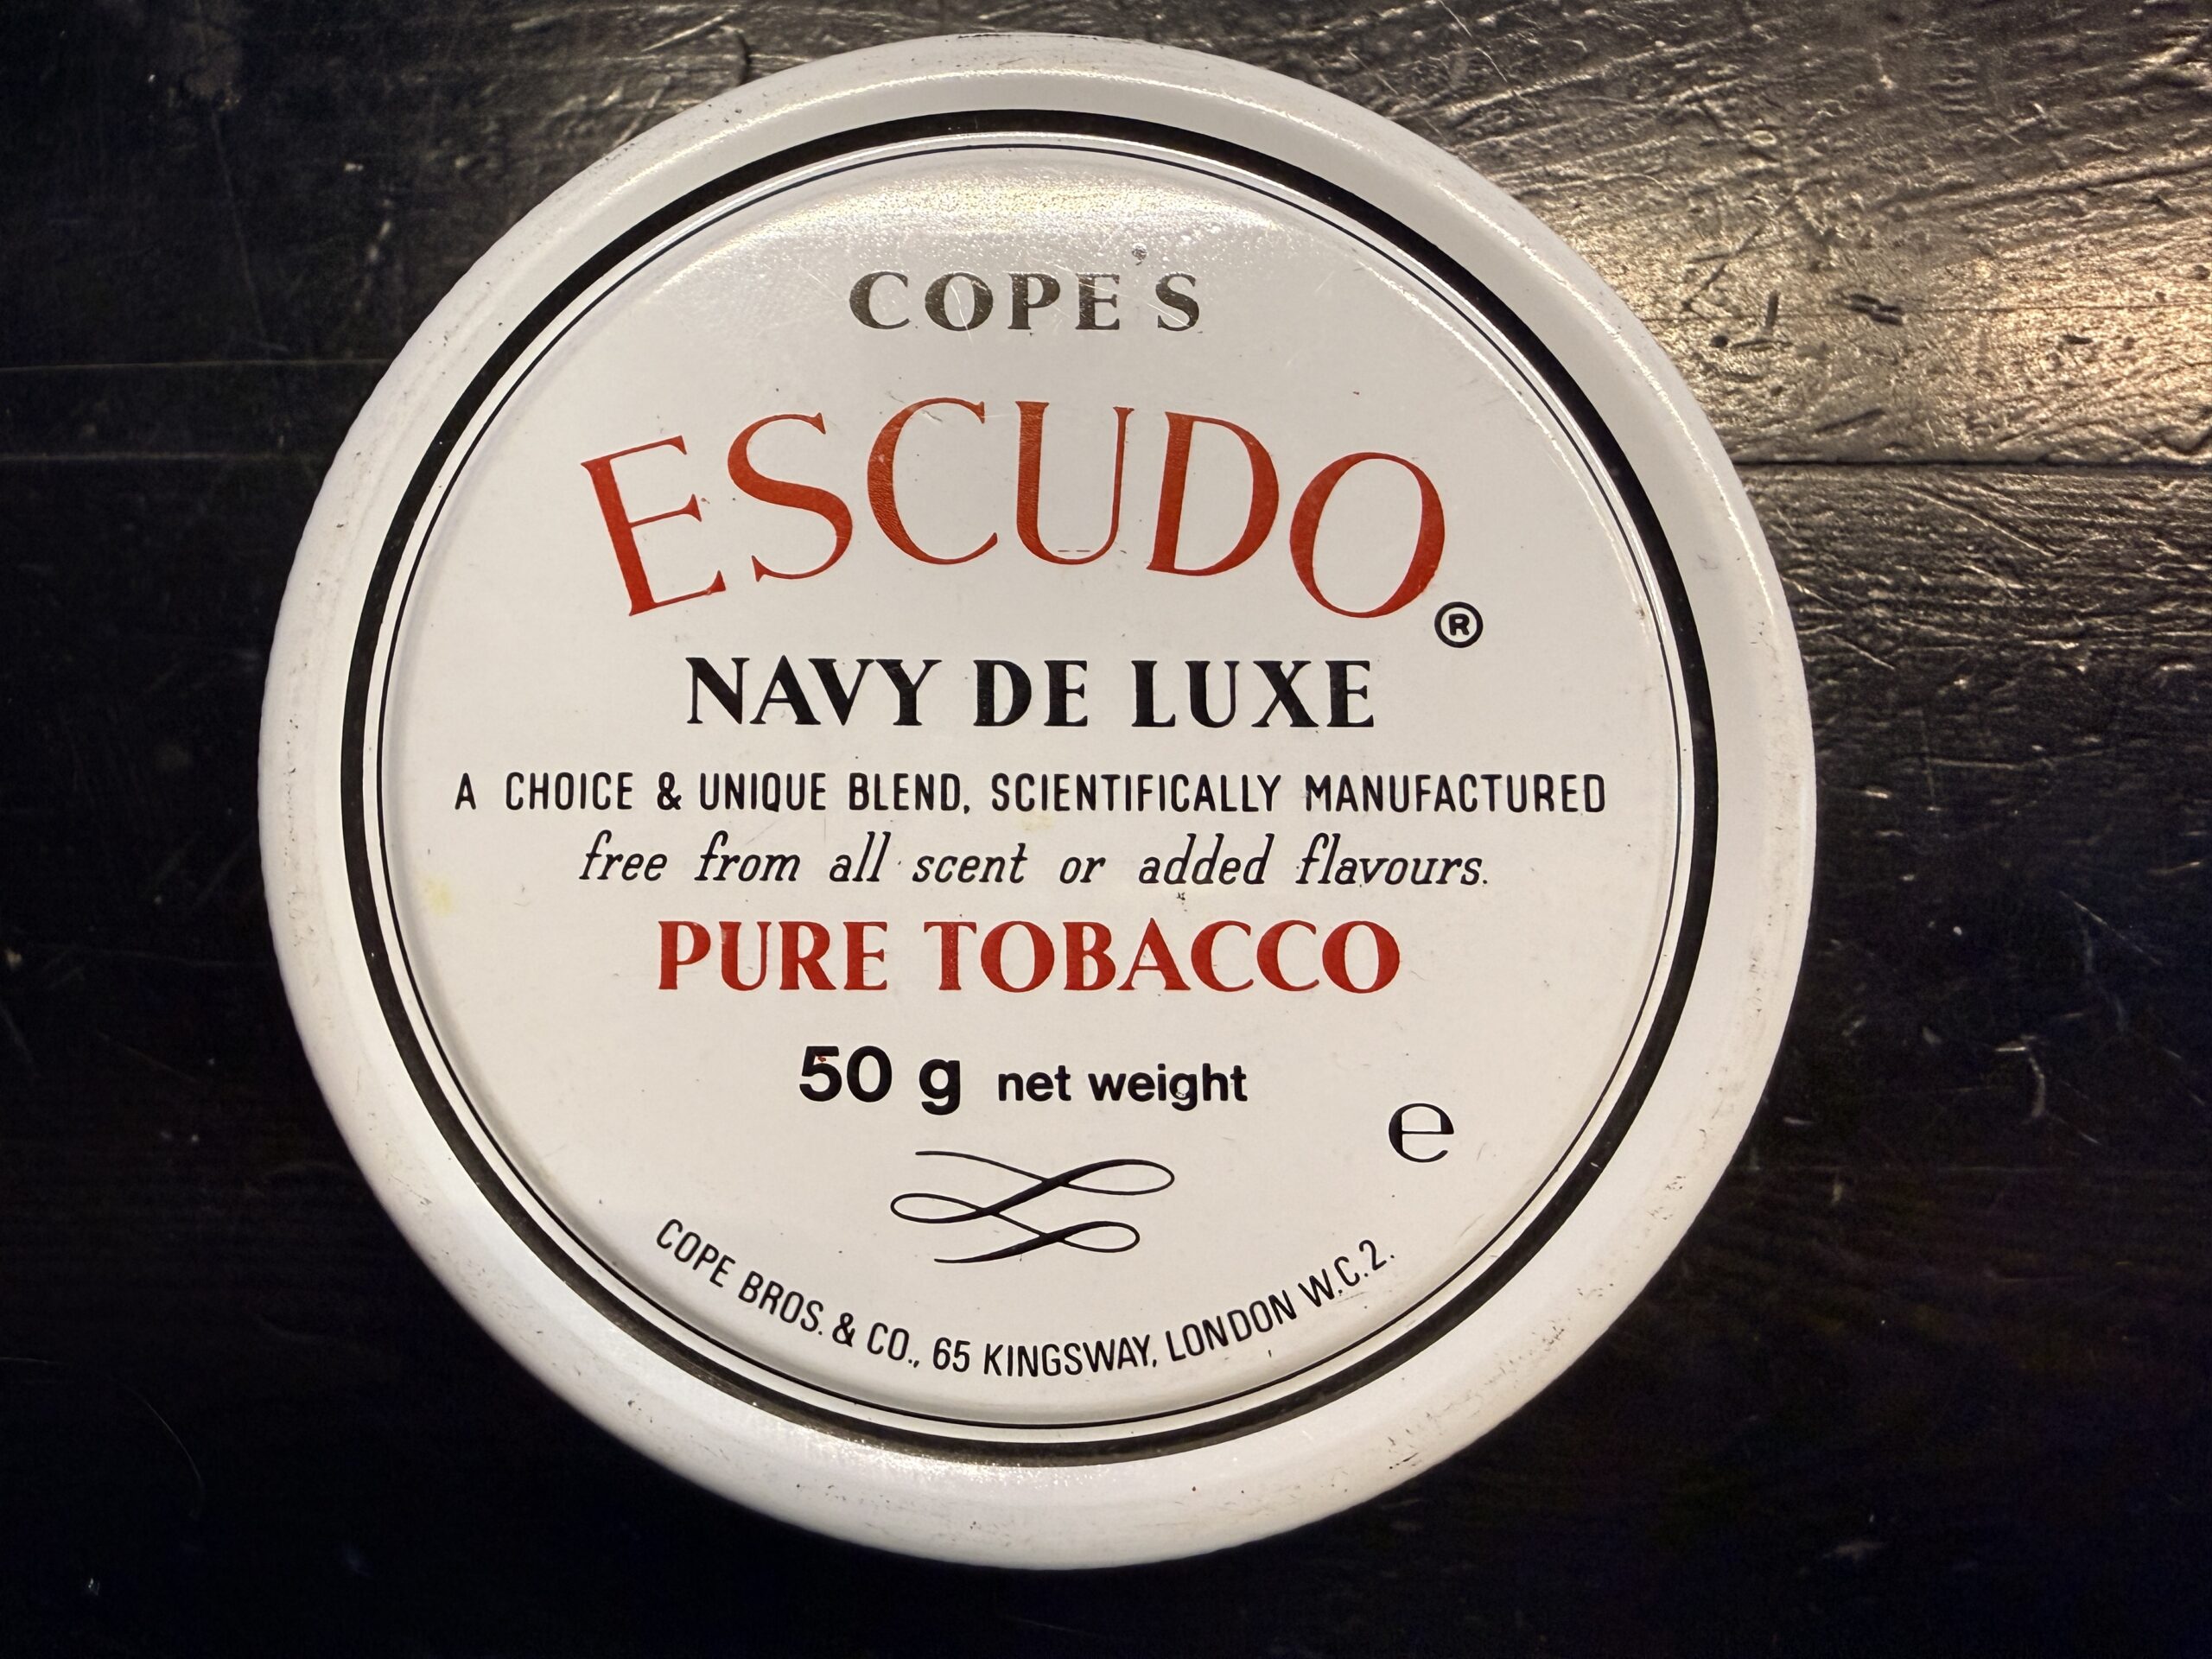 COPE'S
ESCUDO®
NAVY DE LUXE
A CHOICE & UNIQUE BLEND, SCIENTIFICALLY MANUFACTURED
free from all scent or added flavours.
PURE TOBACCO
50 g net weight
e
COPE BROS. & CO., 65 KINGSWAY, LONDON W.C.2.